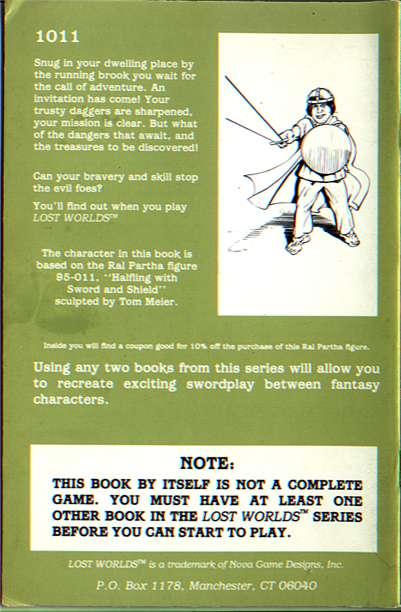 1011
Snug in your dwelling place by
the running brook you wait for
the call of adventure. An
invitation has come! Your
trusty daggers are sharpened,
your mission is clear. But what
of the dangers that await, and
the treasures to be discovered!
Can your bravery and skill stop
the evil foes?
You'll find out when you play
LOST WORLDS™
The character in this book is
based on the Ral Partha figure
85-011, "Halfling with
Sword and Shield"
sculpted by Tom Meier.
Inside you will find a coupon good for 10% off the purchase of this Ral Partha figure.
Using any two books from this series will allow you
to recreate exciting swordplay between fantasy
characters.
NOTE:
THIS BOOK BY ITSELF IS NOT A COMPLETE
GAME. YOU MUST HAVE AT LEAST ONE
OTHER BOOK IN THE LOST WORLDS™ SERIES
BEFORE YOU CAN START TO PLAY.
LOST WORLDS™ is a trademark of Nova Game Designs, Inc.
P.O. Box 1178, Manchester, CT 06040